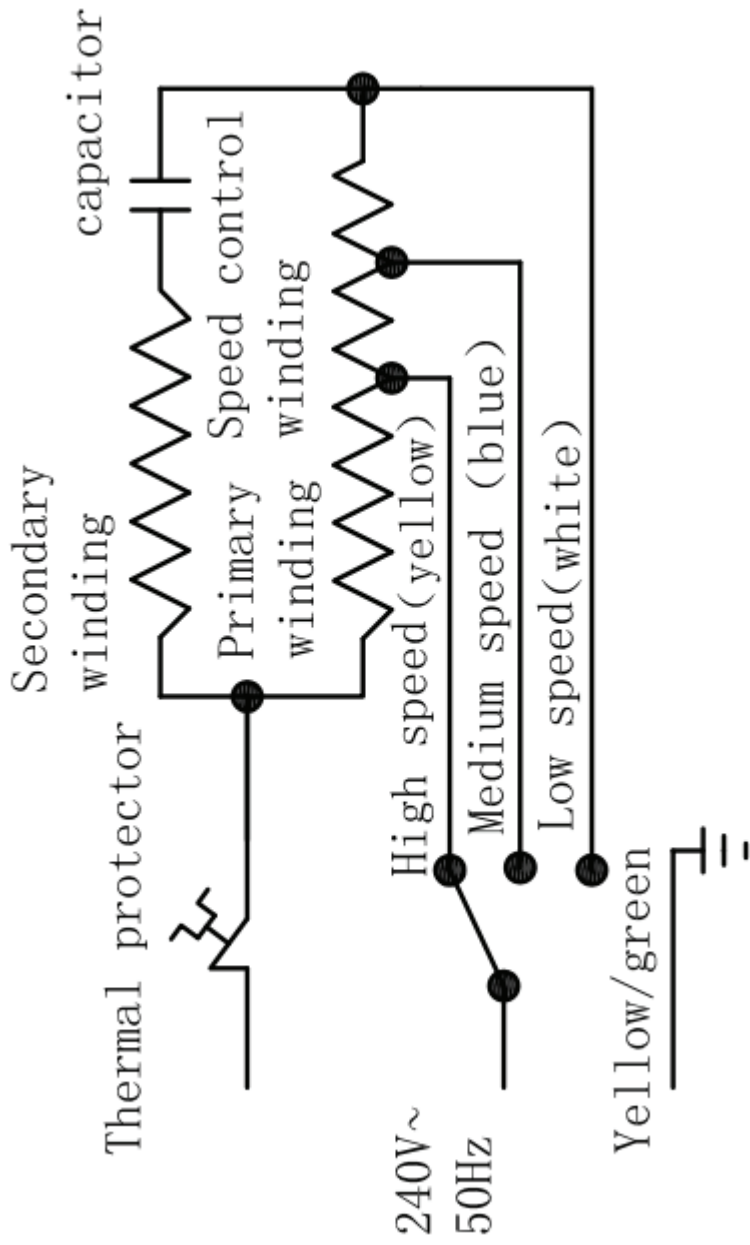 Secondary
winding
capacitor
Thermal protector
Speed control
winding
Primary
winding
High speed(yellow)
Medium speed (blue)
Low speed(white)
240V~
50Hz
Yellow/green